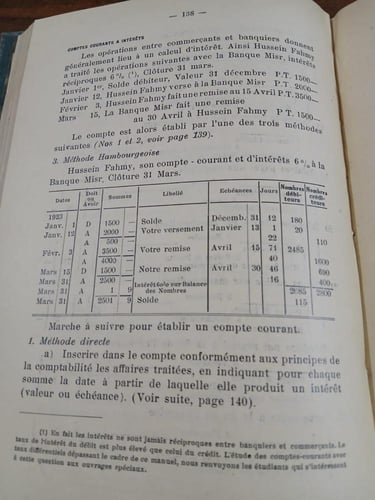 — 138 —
COMPTES COURANTS A INTÉRÊTS
Les opérations entre commerçants et banquiers donnent
généralement lieu à un calcul d'intérêt. Ainsi Hussein Fahmy
a traité les opérations suivantes avec la Banque Misr, intérêts
réciproques 6 % (¹), Clôture 31 mars.
Janvier 1er, Solde débiteur, Valeur 31 décembre P.T. 1500—
Janvier 12, Hussein Fahmy verse à la Banque Misr P.T. 2000—
Février 3, Hussein Fahmy fait une remise au 15 Avril P.T. 3500—
Mars 15, La Banque Misr fait une remise
au 30 Avril à Hussein Fahmy P.T. 1500—
Le compte est alors établi par l'une des trois méthodes
suivantes (Nos 1 et 2, voir page 139).
3. Méthode Hambourgeoise
Hussein Fahmy, son compte - courant et d'intérêts 6 % à la
Banque Misr, Clôture 31 Mars.
Dates Doit ou Avoir Sommes Libellé Echéances Jours Nombres débiteurs Nombres créditeurs
1923
Janv. 1 D 1500 — Solde Décemb. 31 12 180
Janv. 12 A 2000 — Votre versement Janvier 13 1 20
A 500 — 22 110
Févr. 3 A 3500 — Votre remise Avril 15 71 2485
A 4000 — 40 1600
Mars 15 D 1500 — Notre remise Avril 30 46 690
Mars 31 A 2500 — 16 400
Mars 31 A 1 9 Intérêt 6 o/o sur Balance des Nombres 2685 2800
Mars 31 A 2501 9 Solde 115
Marche à suivre pour établir un compte courant.
1. Méthode directe
a) Inscrire dans le compte conformément aux principes de
la comptabilité les affaires traitées, en indiquant pour chaque
somme la date à partir de laquelle elle produit un intérêt
(valeur ou échéance). (Voir suite, page 140).
(1) En fait les intérêts ne sont jamais réciproques entre banquiers et commerçants. Le
taux de l'intérêt du débit est plus élevé que celui du crédit. L'étude des comptes-courants avec
taux différentiels dépassant le cadre de ce manuel, nous renvoyons les étudiants qui s'intéressent
à cette question aux ouvrages spéciaux.